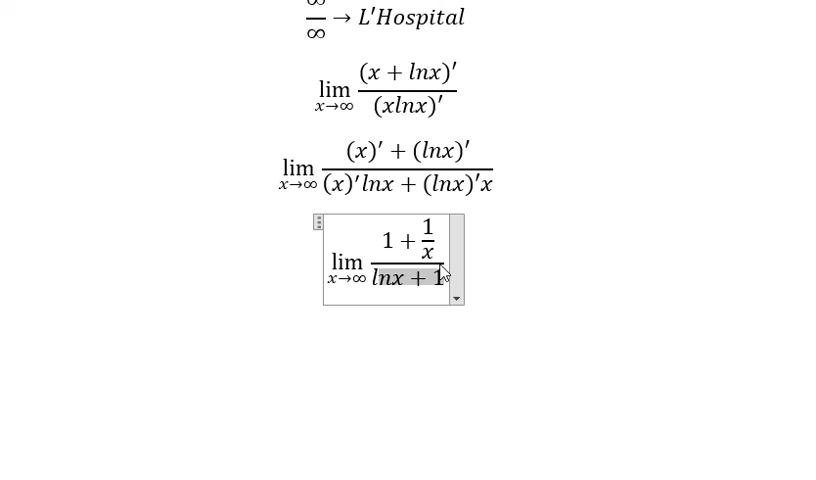 ∞/∞ → L'Hospital
lim x→∞ (x + lnx)′ / (xlnx)′
lim x→∞ ((x)′ + (lnx)′) / ((x)′lnx + (lnx)′x)
lim x→∞ (1 + 1/x) / (lnx + 1)